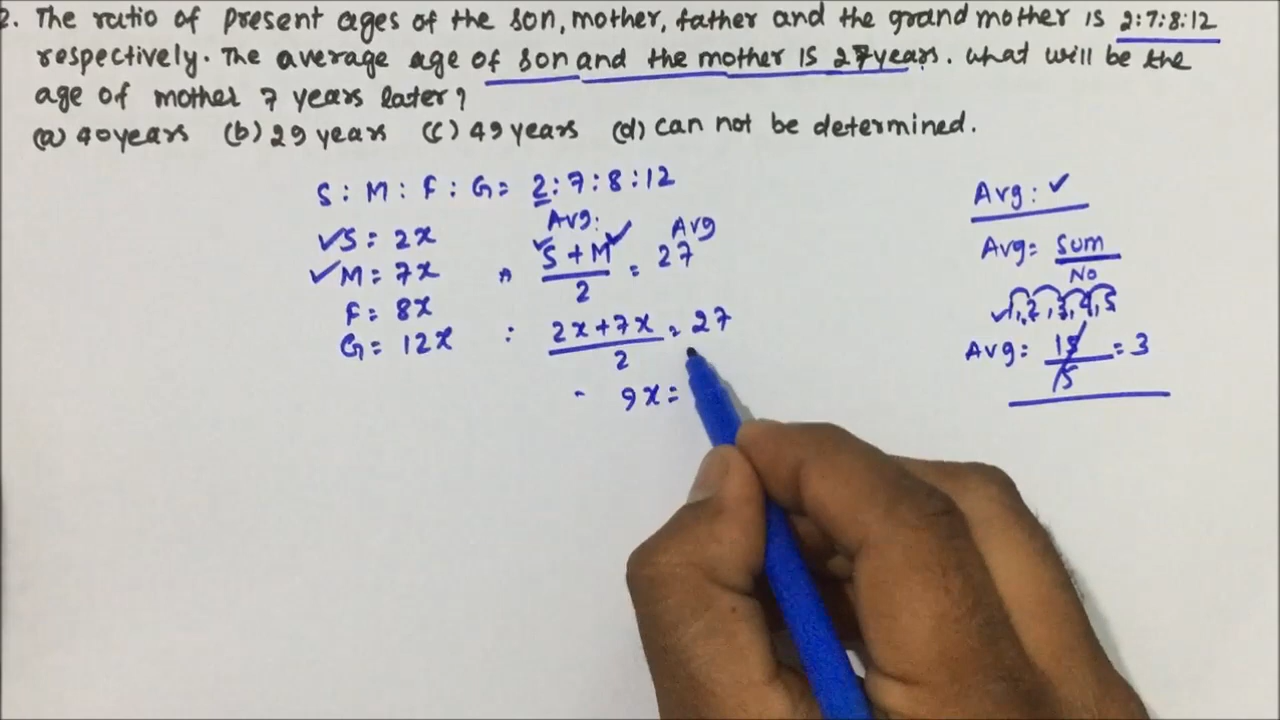 2. The ratio of present ages of the son, mother, father and the grand mother is 2:7:8:12
respectively. The average age of son and the mother is 27years. What will be the
age of mother 7 years later?
(a) 40years (b) 29 years (c) 49 years (d) can not be determined.
S : M : F : G = 2:7:8:12
✓S = 2x
✓M = 7x
F = 8x
G = 12x
Avg: Avg
✓S + M✓ = 27
2
: 2x+7x = 27
2
9x =
Avg: ✓
Avg = Sum
No
1,2,3,4,5
Avg = 15 = 3
5